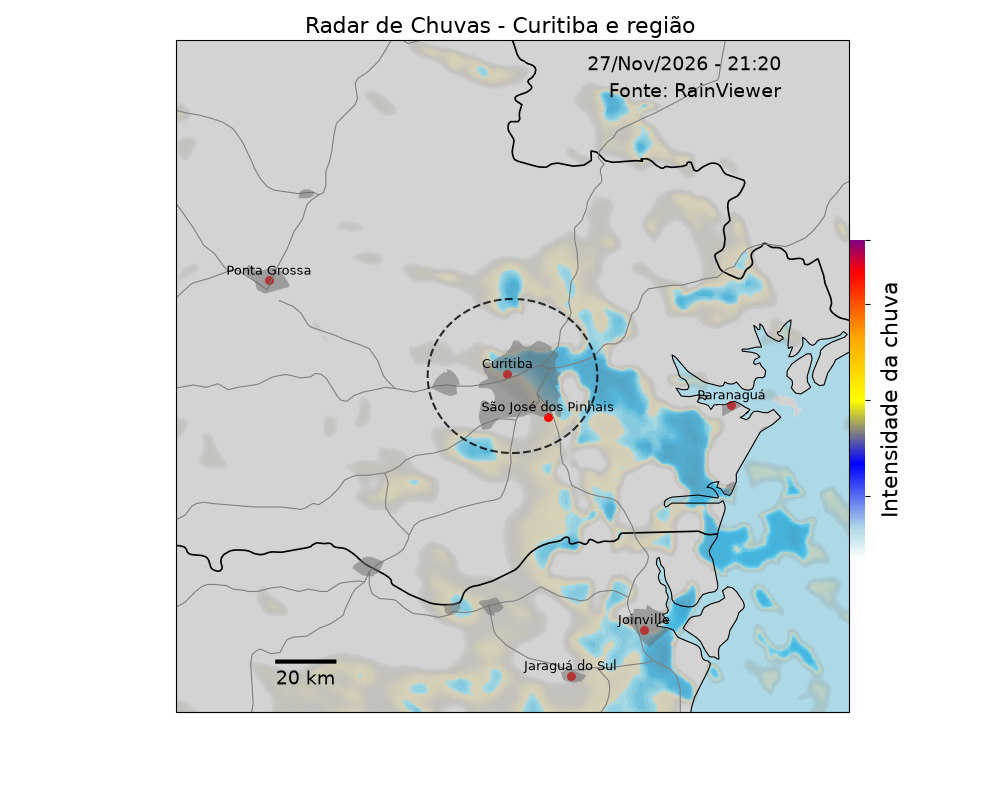 Radar de Chuvas - Curitiba e região
27/Nov/2026 - 21:20
Fonte: RainViewer
Ponta Grossa
Curitiba
São José dos Pinhais
Paranaguá
Joinville
Jaraguá do Sul
20 km
Intensidade da chuva